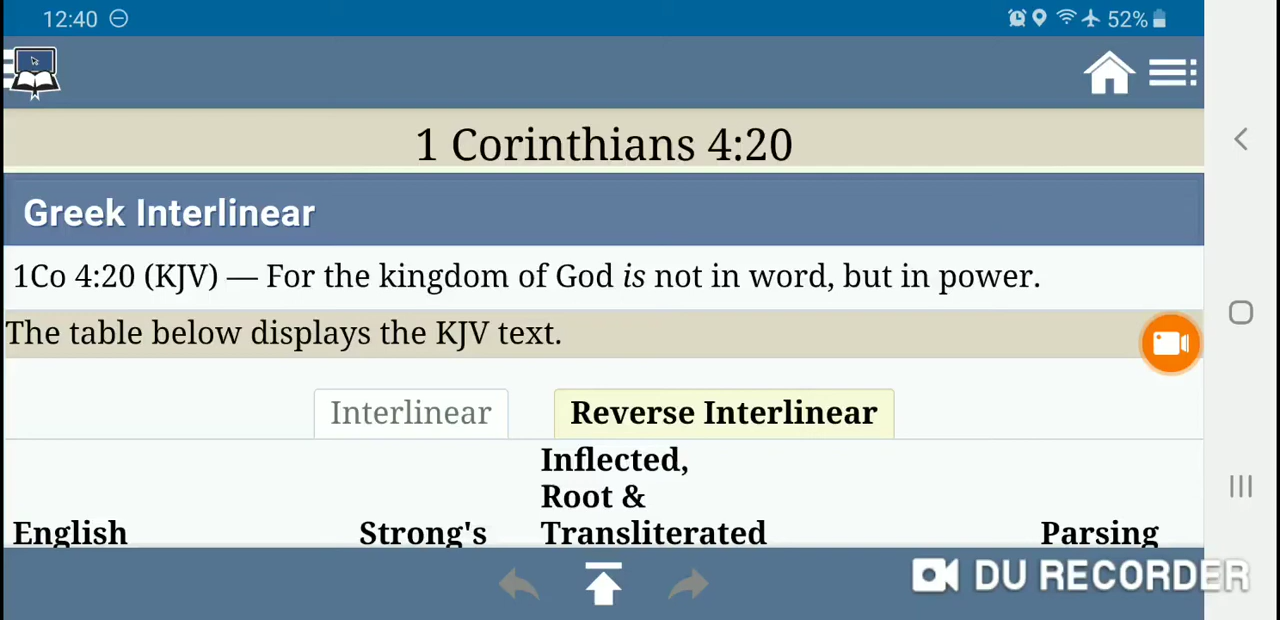 12:40
52%
1 Corinthians 4:20
Greek Interlinear
1Co 4:20 (KJV) — For the kingdom of God is not in word, but in power.
The table below displays the KJV text.
Interlinear Reverse Interlinear
English Strong's Inflected,
Root &
Transliterated Parsing
DU RECORDER